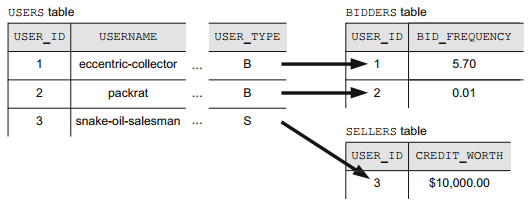 USERS table
USER_ID USERNAME USER_TYPE
1 eccentric-collector ... B
2 packrat ... B
3 snake-oil-salesman ... S
BIDDERS table
USER_ID BID_FREQUENCY
1 5.70
2 0.01
SELLERS table
USER_ID CREDIT_WORTH
3 $10,000.00